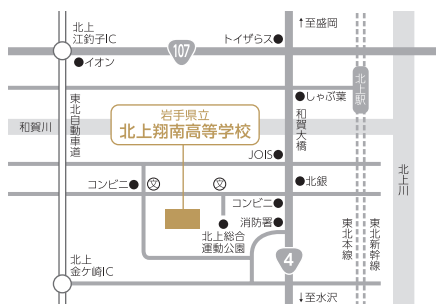 北上
江釣子IC
107
トイザらス
↑至盛岡
イオン
しゃぶ葉
北上駅
岩手県立
北上翔南高等学校
和賀川
東北自動車道
和賀大橋
JOIS
北上川
コンビニ
文
文
北銀
コンビニ
消防署
北上総合
運動公園
東北本線
東北新幹線
北上
金ケ崎IC
4
↓至水沢